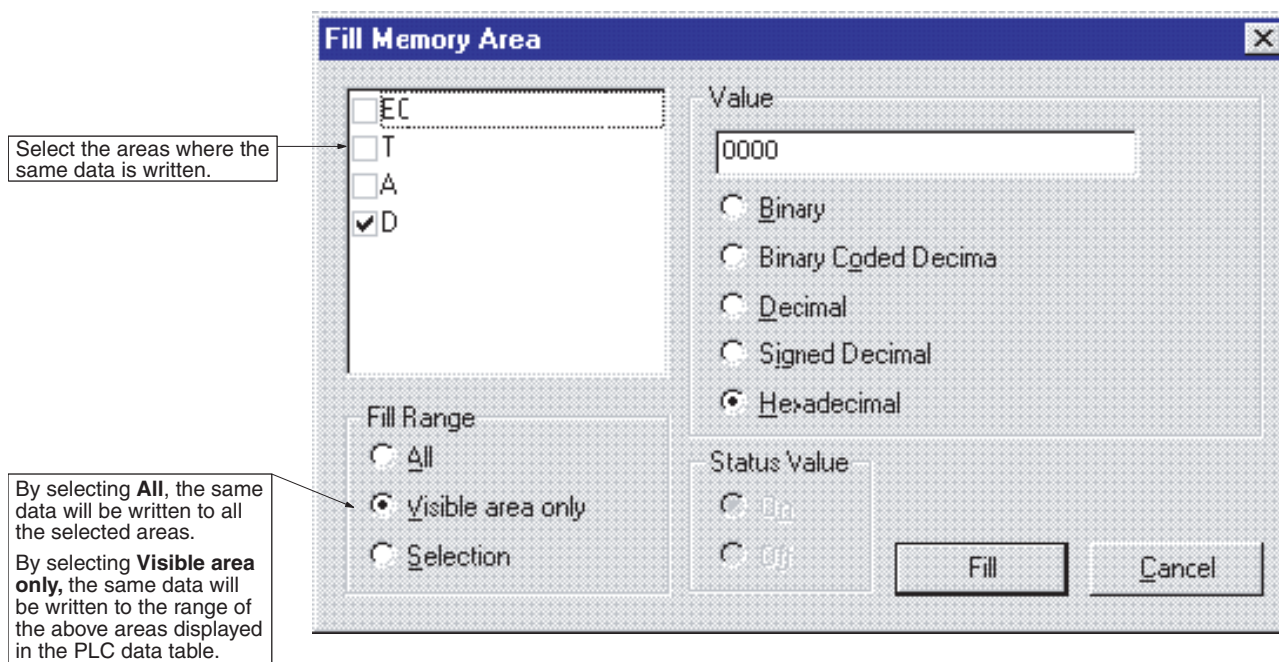 Fill Memory Area
EC
T
A
D
Select the areas where the
same data is written.
Value
0000
Binary
Binary Coded Decima
Decimal
Signed Decimal
Hexadecimal
Fill Range
All
Visible area only
Selection
Status Value
On
Off
Fill
Cancel
By selecting All, the same
data will be written to all
the selected areas.
By selecting Visible area
only, the same data will
be written to the range of
the above areas displayed
in the PLC data table.